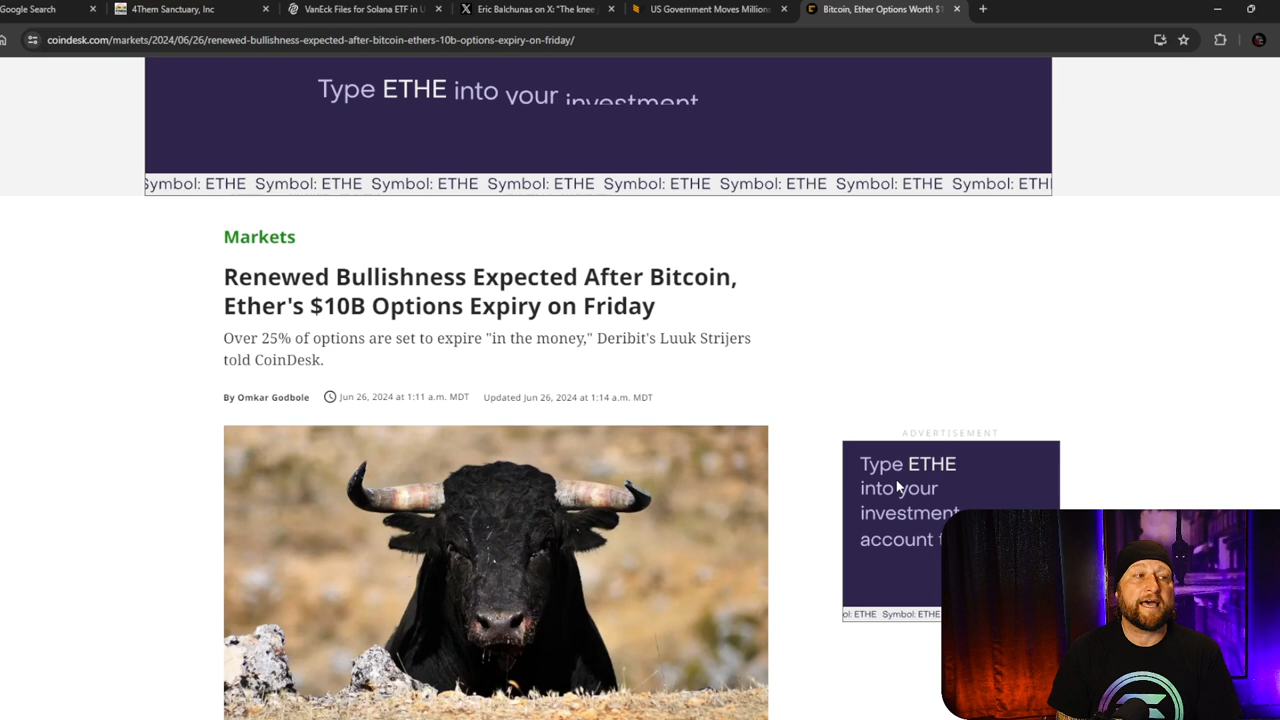 Google Search
4Them Sanctuary, Inc
VanEck Files for Solana ETF in U
Eric Balchunas on X: "The knee j
US Government Moves Millions
Bitcoin, Ether Options Worth $1
coindesk.com/markets/2024/06/26/renewed-bullishness-expected-after-bitcoin-ethers-10b-options-expiry-on-friday/
Type ETHE into your investment
Symbol: ETHE Symbol: ETHE Symbol: ETHE Symbol: ETHE Symbol: ETHE Symbol: ETHE Symbol: ETHE Symbol: ETH
Markets
Renewed Bullishness Expected After Bitcoin,
Ether's $10B Options Expiry on Friday
Over 25% of options are set to expire "in the money," Deribit's Luuk Strijers
told CoinDesk.
By Omkar Godbole Jun 26, 2024 at 1:11 a.m. MDT Updated Jun 26, 2024 at 1:14 a.m. MDT
ADVERTISEMENT
Type ETHE
into your
investment
account
ol: ETHE Symbol: ETHE